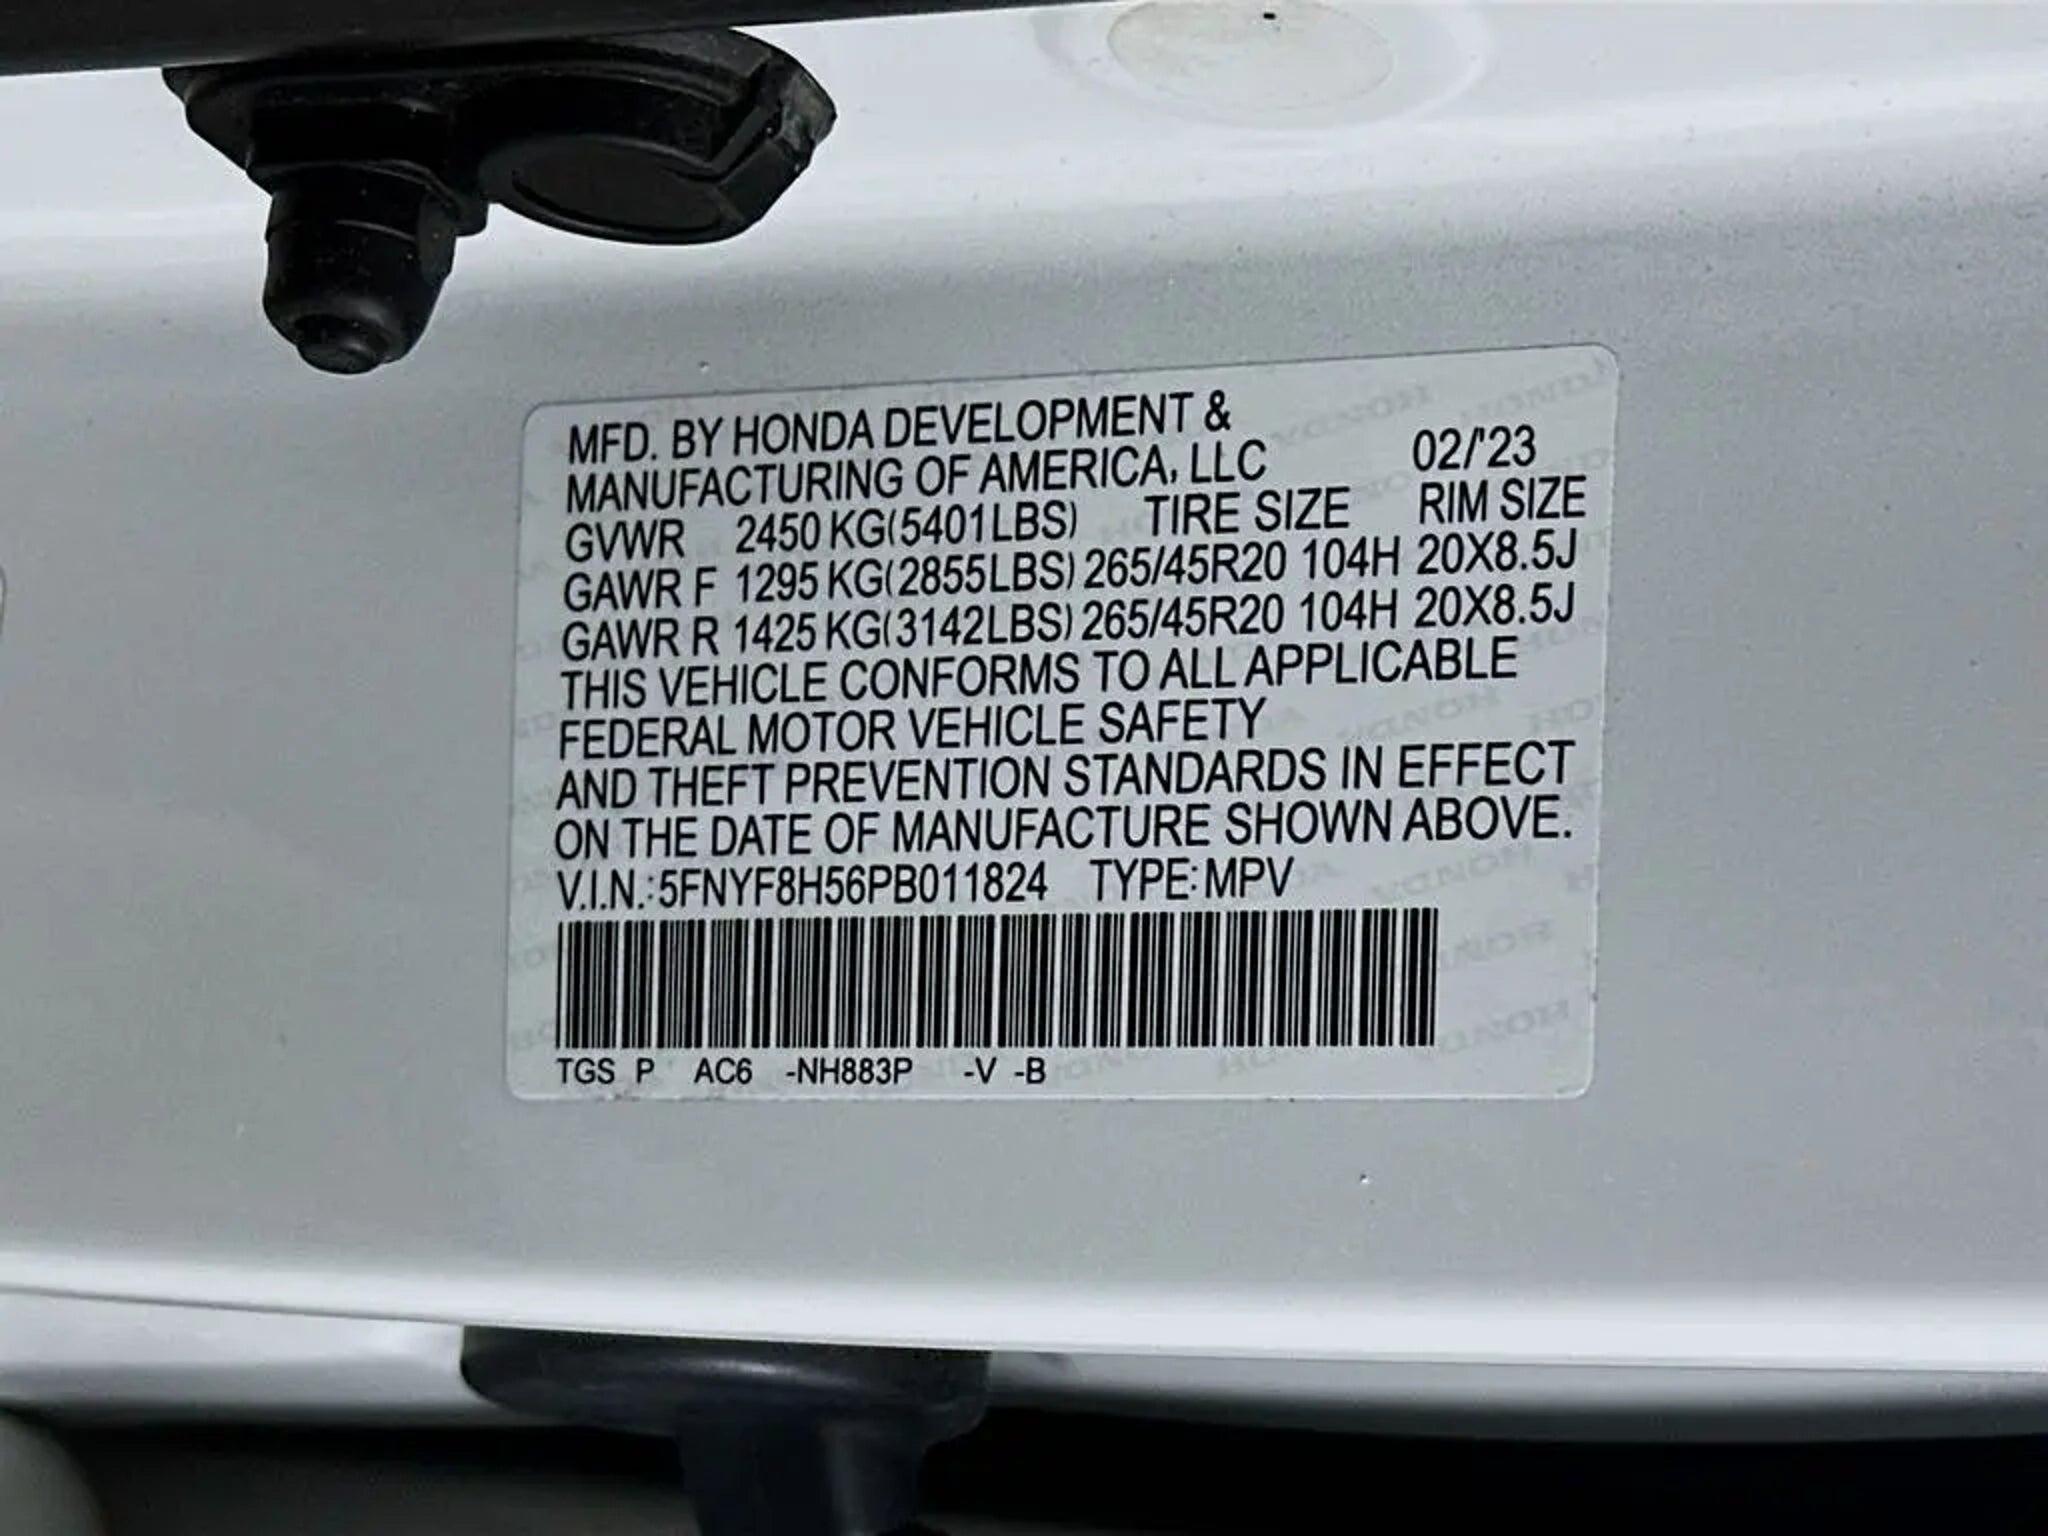 MFD. BY HONDA DEVELOPMENT &
MANUFACTURING OF AMERICA, LLC 02/'23
GVWR 2450 KG(5401LBS) TIRE SIZE RIM SIZE
GAWR F 1295 KG(2855LBS) 265/45R20 104H 20X8.5J
GAWR R 1425 KG(3142LBS) 265/45R20 104H 20X8.5J
THIS VEHICLE CONFORMS TO ALL APPLICABLE
FEDERAL MOTOR VEHICLE SAFETY
AND THEFT PREVENTION STANDARDS IN EFFECT
ON THE DATE OF MANUFACTURE SHOWN ABOVE.
V.I.N.:5FNYF8H56PB011824 TYPE:MPV
TGS P AC6 -NH883P -V -B